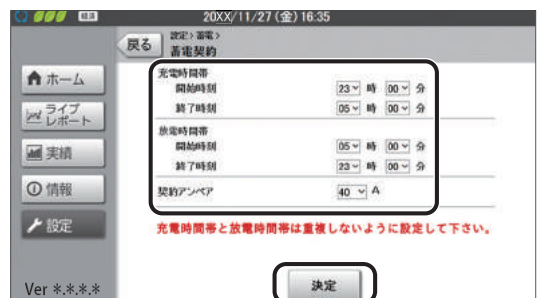 経済
20XX/11/27 (金) 16:35
戻る
設定 > 蓄電 >
蓄電契約
ホーム
ライブ
レポート
実績
情報
設定
充電時間帯
開始時刻 23 時 00 分
終了時刻 05 時 00 分
放電時間帯
開始時刻 05 時 00 分
終了時刻 23 時 00 分
契約アンペア 40 A
充電時間帯と放電時間帯は重複しないように設定して下さい。
決定
Ver *.*.*.*